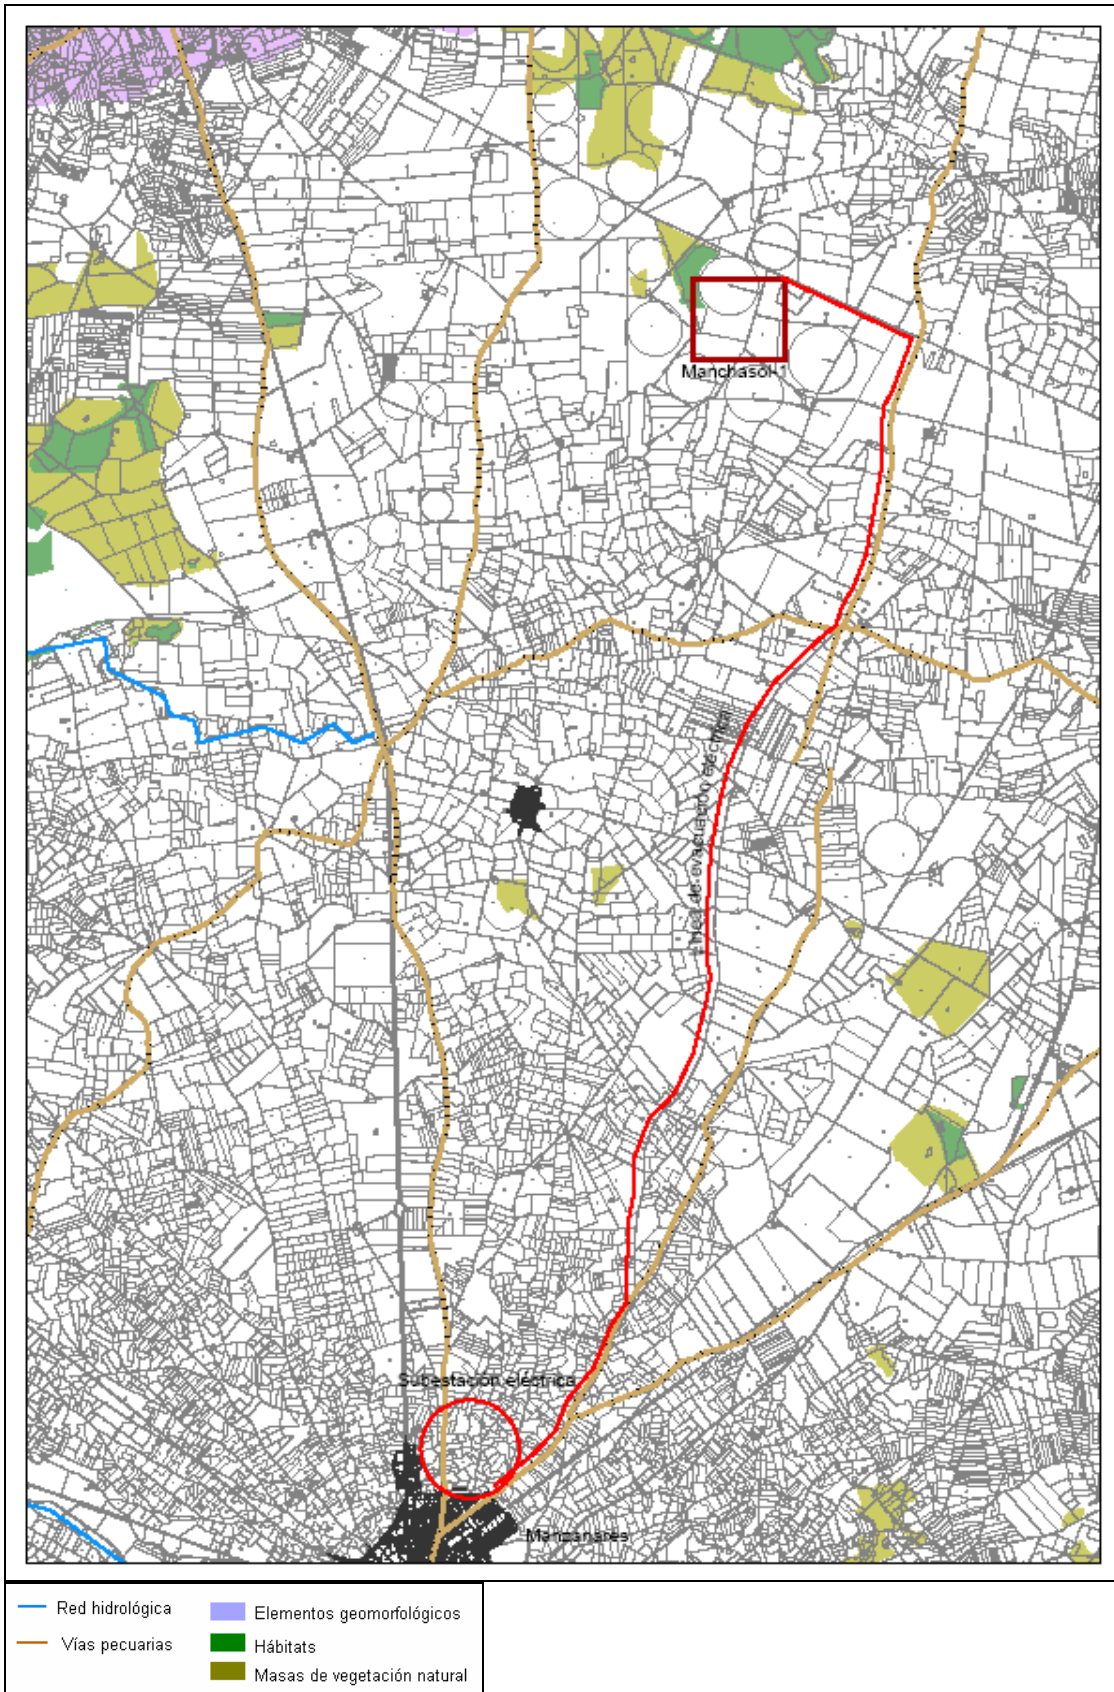 Manchasol-1
Línea de evacuación eléctrica
Subestación eléctrica
Manzanares
Red hidrológica
Vías pecuarias
Elementos geomorfológicos
Hábitats
Masas de vegetación natural